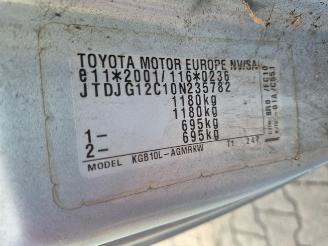 TOYOTA MOTOR EUROPE NV/SA
e11*2001/116*0236
JTDJG12C10N235782
1180kg
1180kg
1- 695kg
2- 695kg
MODEL KGB10L-AGMRKW